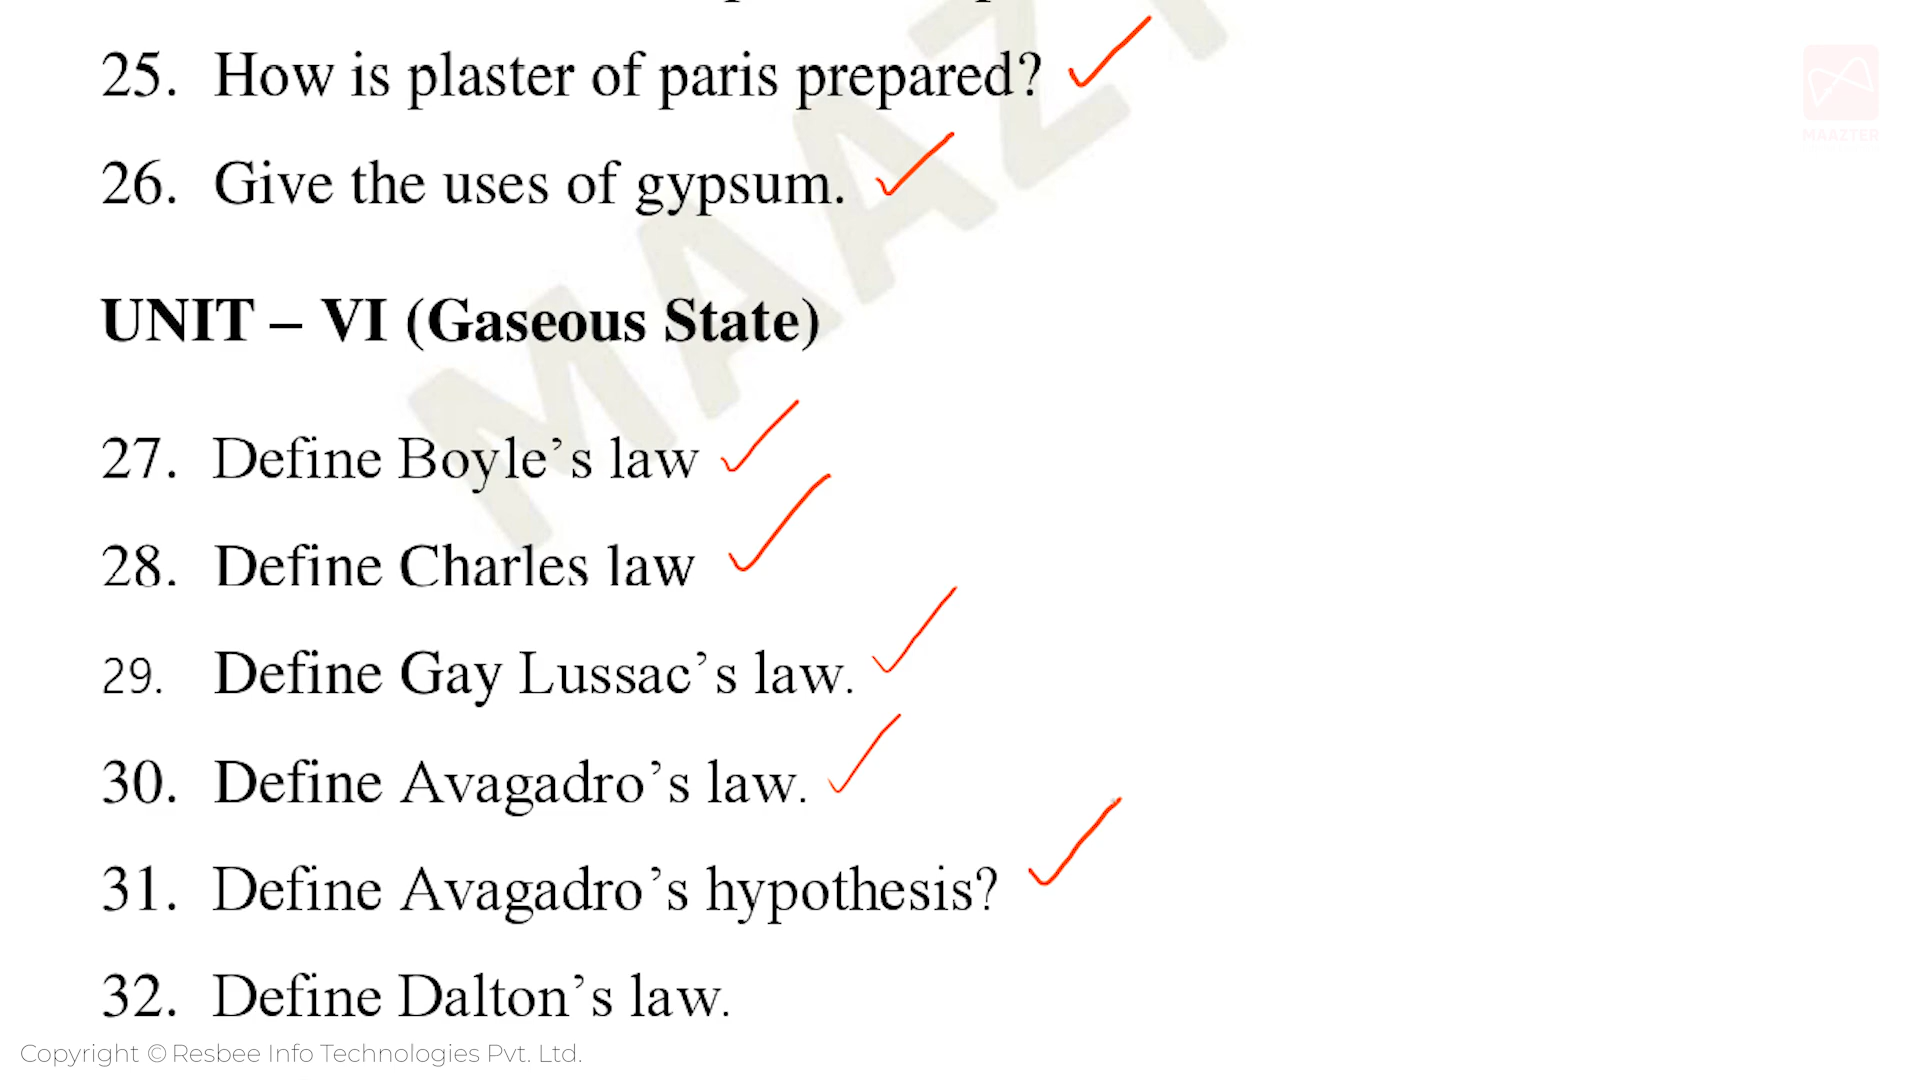 25. How is plaster of paris prepared?
MAAZTER
26. Give the uses of gypsum.
UNIT – VI (Gaseous State)
27. Define Boyle’s law
28. Define Charles law
29. Define Gay Lussac’s law.
30. Define Avagadro’s law.
31. Define Avagadro’s hypothesis?
32. Define Dalton’s law.
Copyright © Resbee Info Technologies Pvt. Ltd.
MAAZT